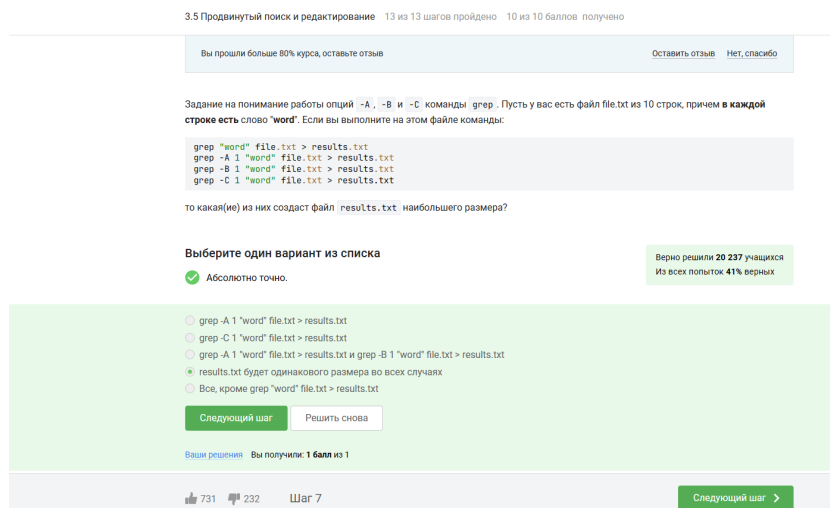 3.5 Продвинутый поиск и редактирование 13 из 13 шагов пройдено 10 из 10 баллов получено
Вы прошли больше 80% курса, оставьте отзыв Оставить отзыв Нет, спасибо
Задание на понимание работы опций -A, -B и -C команды grep. Пусть у вас есть файл file.txt из 10 строк, причем в каждой
строке есть слово "word". Если вы выполните на этом файле команды:
grep "word" file.txt > results.txt
grep -A 1 "word" file.txt > results.txt
grep -B 1 "word" file.txt > results.txt
grep -C 1 "word" file.txt > results.txt
то какая(ие) из них создаст файл results.txt наибольшего размера?
Выберите один вариант из списка
Абсолютно точно.
Верно решили 20 237 учащихся
Из всех попыток 41% верных
grep -A 1 "word" file.txt > results.txt
grep -C 1 "word" file.txt > results.txt
grep -A 1 "word" file.txt > results.txt и grep -B 1 "word" file.txt > results.txt
results.txt будет одинакового размера во всех случаях
Все, кроме grep "word" file.txt > results.txt
Следующий шаг Решить снова
Ваши решения Вы получили: 1 балл из 1
731 232 Шаг 7 Следующий шаг